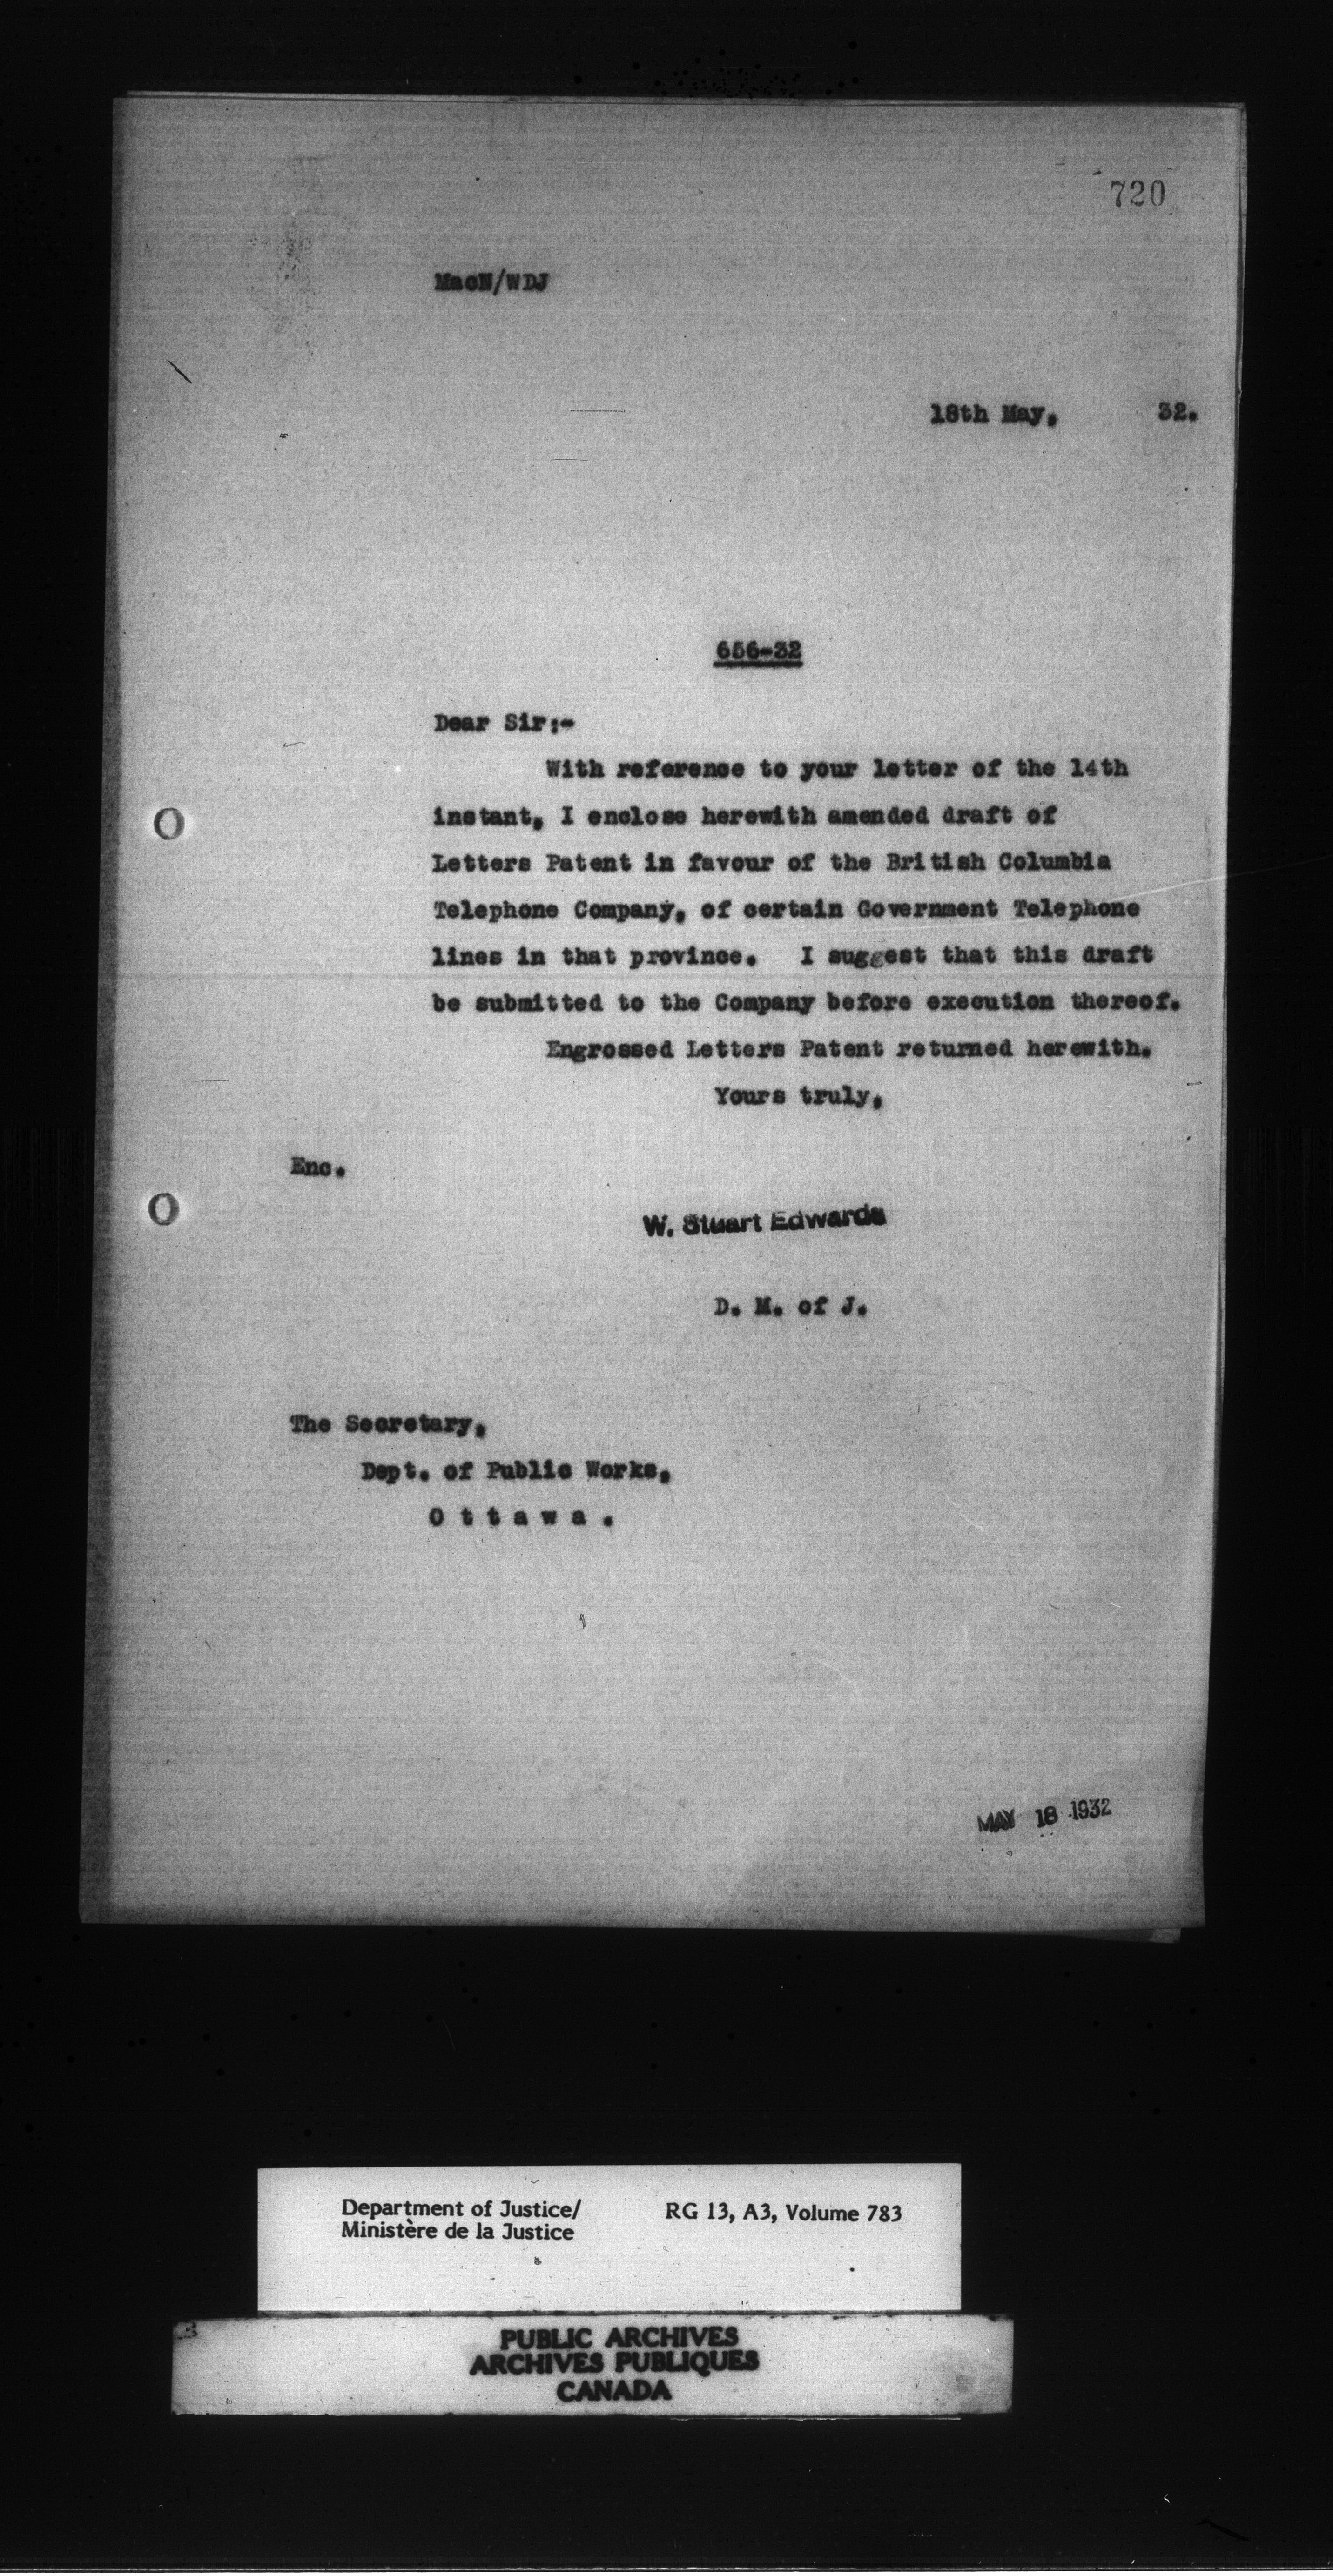 720
MacN/WDJ
18th May, 32.
656-32
Dear Sir:-
With reference to your letter of the 14th
instant, I enclose herewith amended draft of
Letters Patent in favour of the British Columbia
Telephone Company, of certain Government Telephone
lines in that province. I suggest that this draft
be submitted to the Company before execution thereof.
Engrossed Letters Patent returned herewith.
Yours truly,
Enc.
W. Stuart Edwards
D. M. of J.
The Secretary,
Dept. of Public Works,
O t t a w a .
MAY 18 1932
Department of Justice/ RG 13, A3, Volume 783
Ministère de la Justice
PUBLIC ARCHIVES
ARCHIVES PUBLIQUES
CANADA